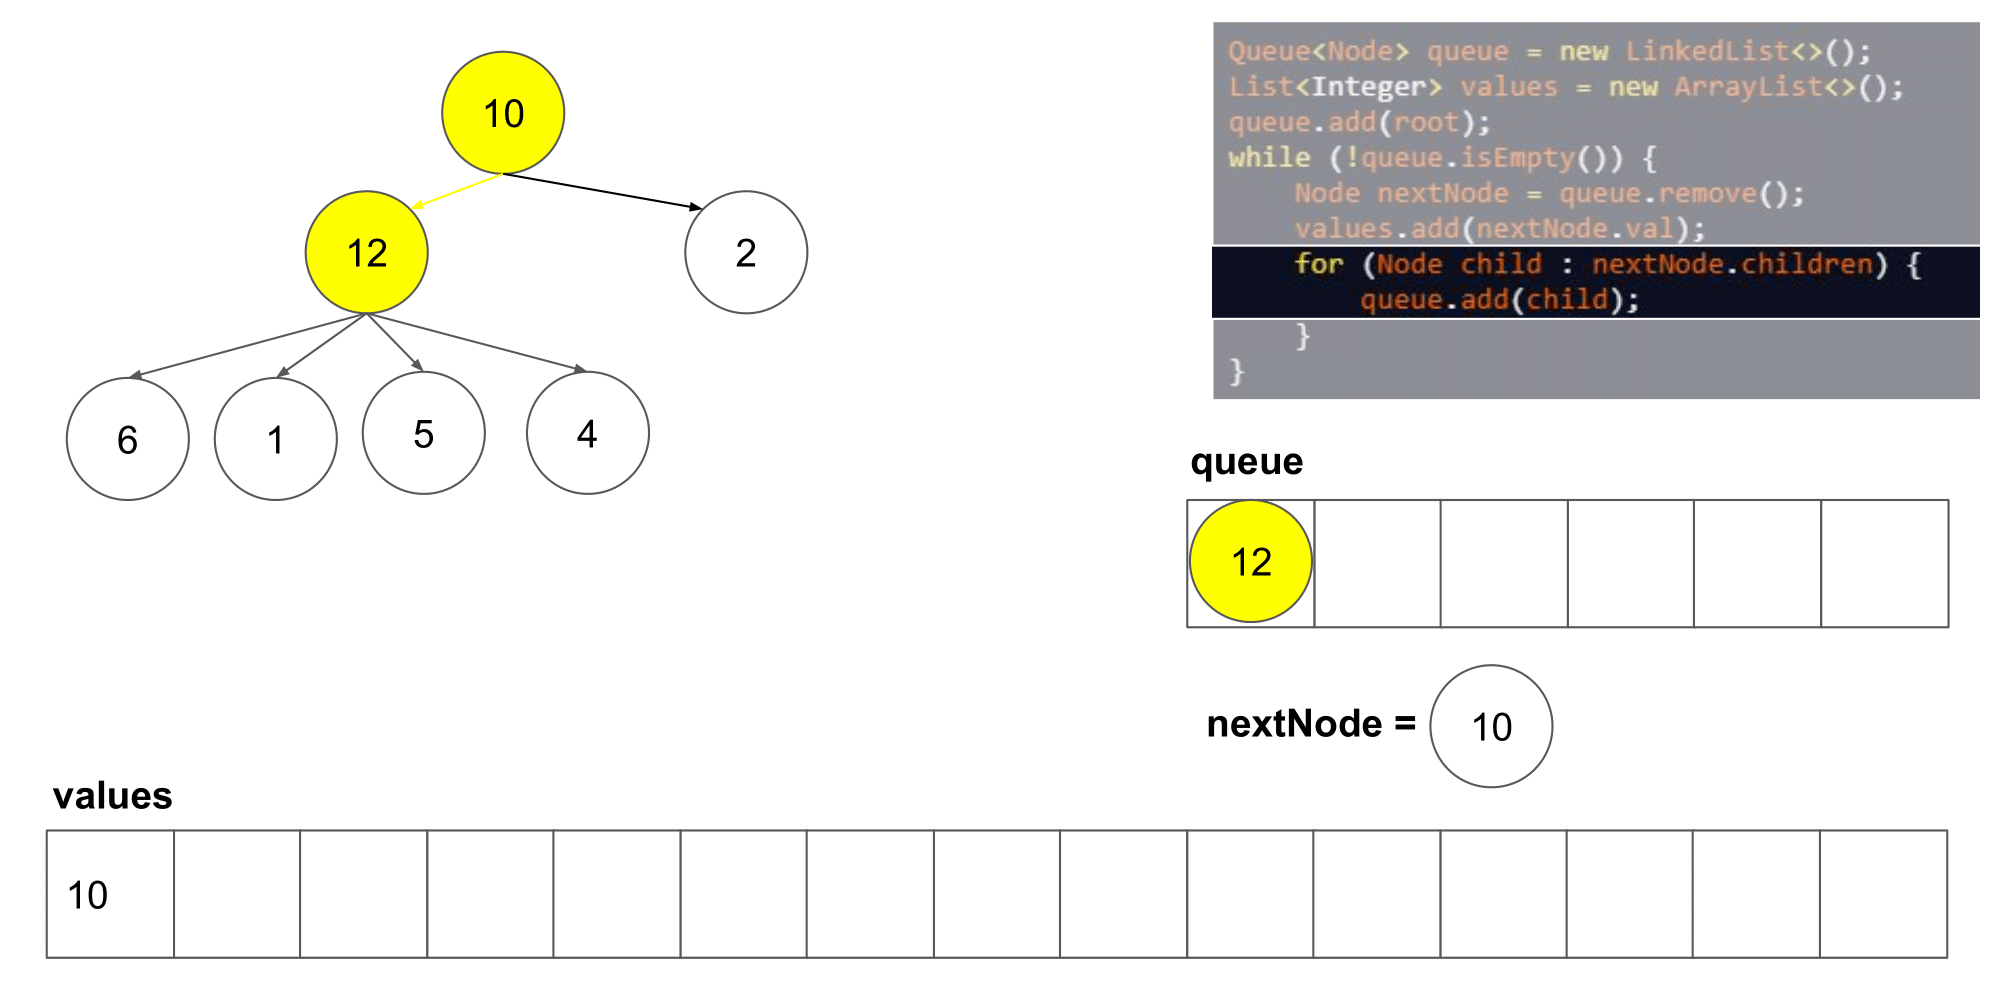 10
12
2
6
1
5
4
Queue<Node> queue = new LinkedList<>();
List<Integer> values = new ArrayList<>();
queue.add(root);
while (!queue.isEmpty()) {
    Node nextNode = queue.remove();
    values.add(nextNode.val);
    for (Node child : nextNode.children) {
        queue.add(child);
    }
}
queue
12
nextNode = 10
values
10